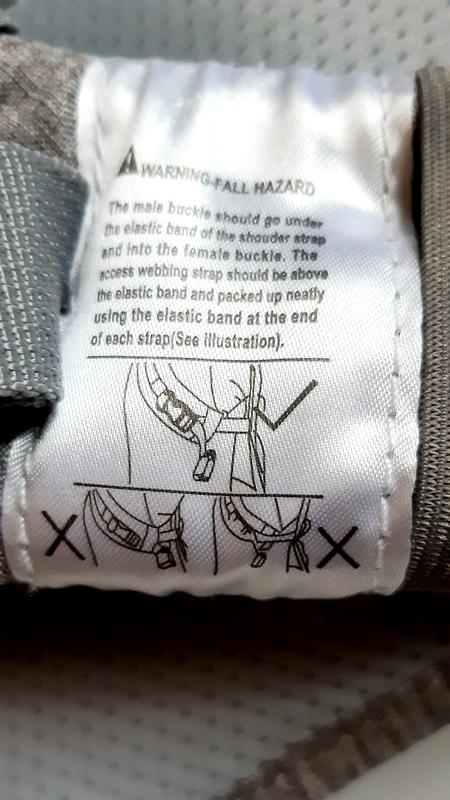 WARNING-FALL HAZARD
The male buckle should go under
the elastic band of the shouder strap
and into the female buckle. The
access webbing strap should be above
the elastic band and packed up neatly
using the elastic band at the end
of each strap(See illustration).